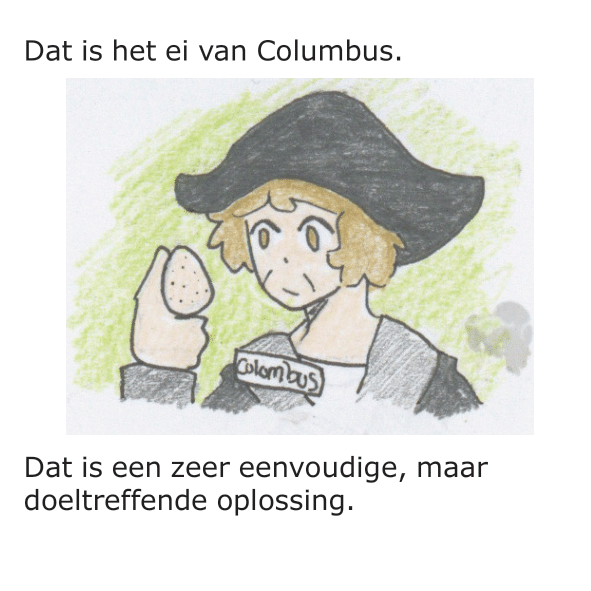 Dat is het ei van Columbus.
Colombus
Dat is een zeer eenvoudige, maar
doeltreffende oplossing.